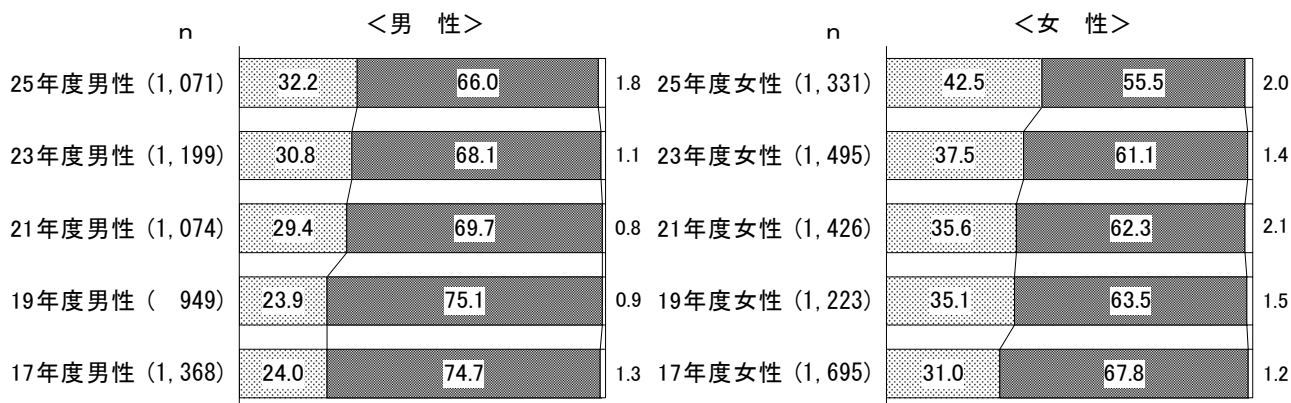 ＜男　性＞
n
25年度男性 (1,071) 32.2 66.0 1.8
23年度男性 (1,199) 30.8 68.1 1.1
21年度男性 (1,074) 29.4 69.7 0.8
19年度男性 (　949) 23.9 75.1 0.9
17年度男性 (1,368) 24.0 74.7 1.3
＜女　性＞
n
25年度女性 (1,331) 42.5 55.5 2.0
23年度女性 (1,495) 37.5 61.1 1.4
21年度女性 (1,426) 35.6 62.3 2.1
19年度女性 (1,223) 35.1 63.5 1.5
17年度女性 (1,695) 31.0 67.8 1.2